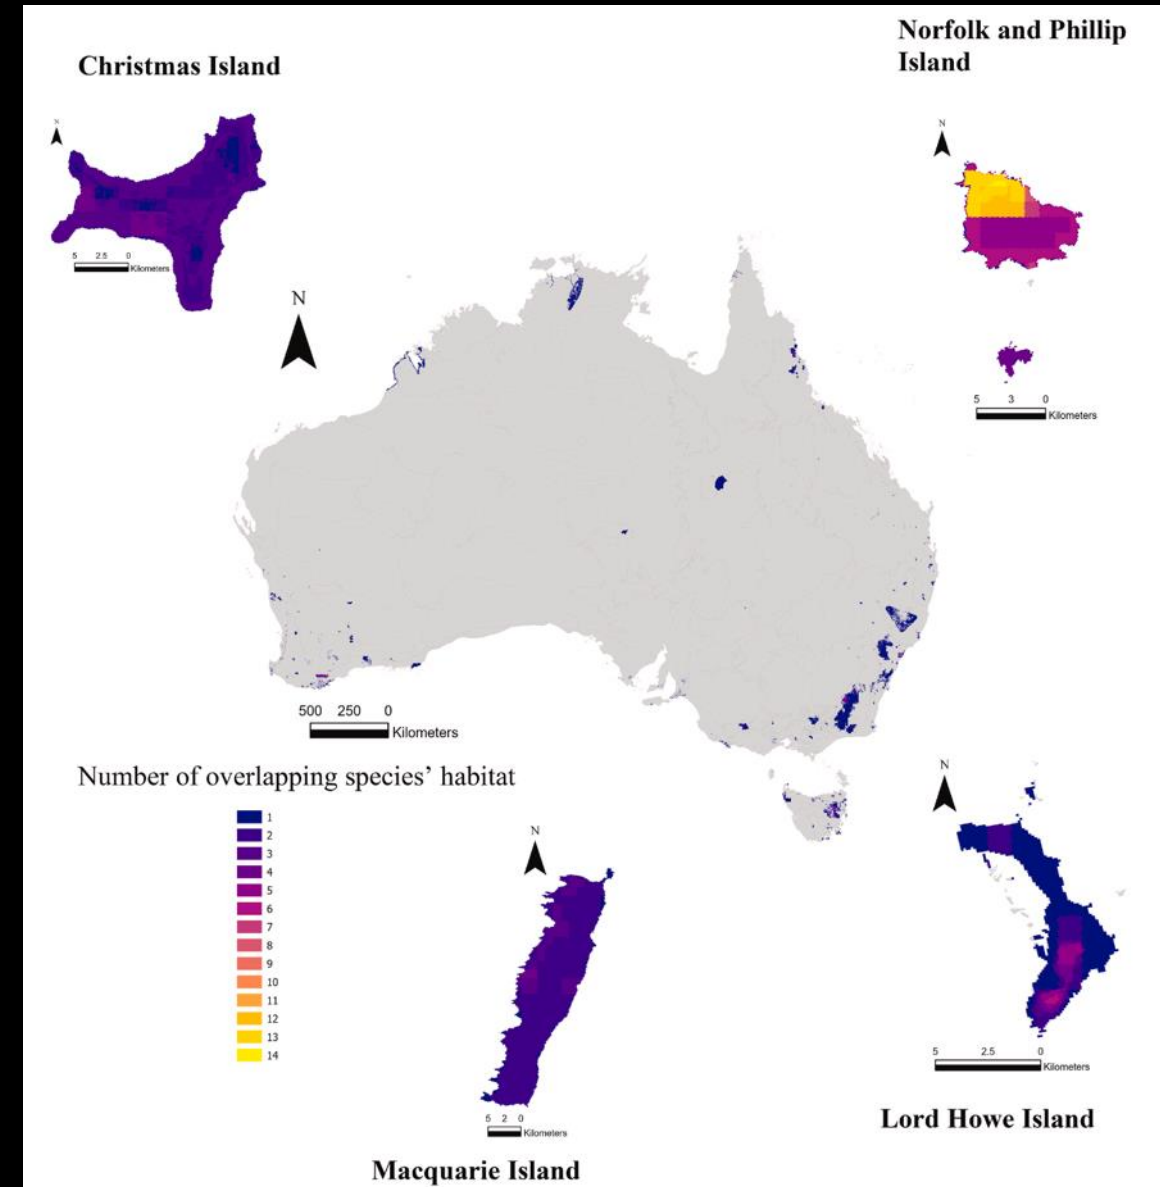 Norfolk and Phillip
Island
Christmas Island
N
N
5 2.5 0
Kilometers
N
5 3 0
Kilometers
500 250 0
Kilometers
Number of overlapping species' habitat
1
2
3
4
5
6
7
8
9
10
11
12
13
14
N
5 2 0
Kilometers
Macquarie Island
N
5 2.5 0
Kilometers
Lord Howe Island